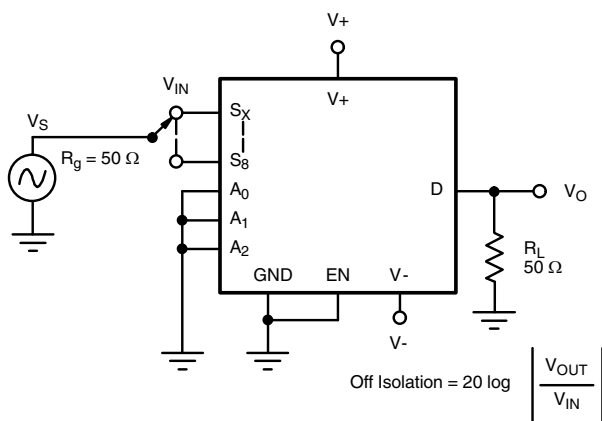 V+
V+
VIN
VS
Rg = 50 Ω
SX
S8
A0
A1
A2
D
VO
RL
50 Ω
GND EN V-
V-
Off Isolation = 20 log | VOUT / VIN |